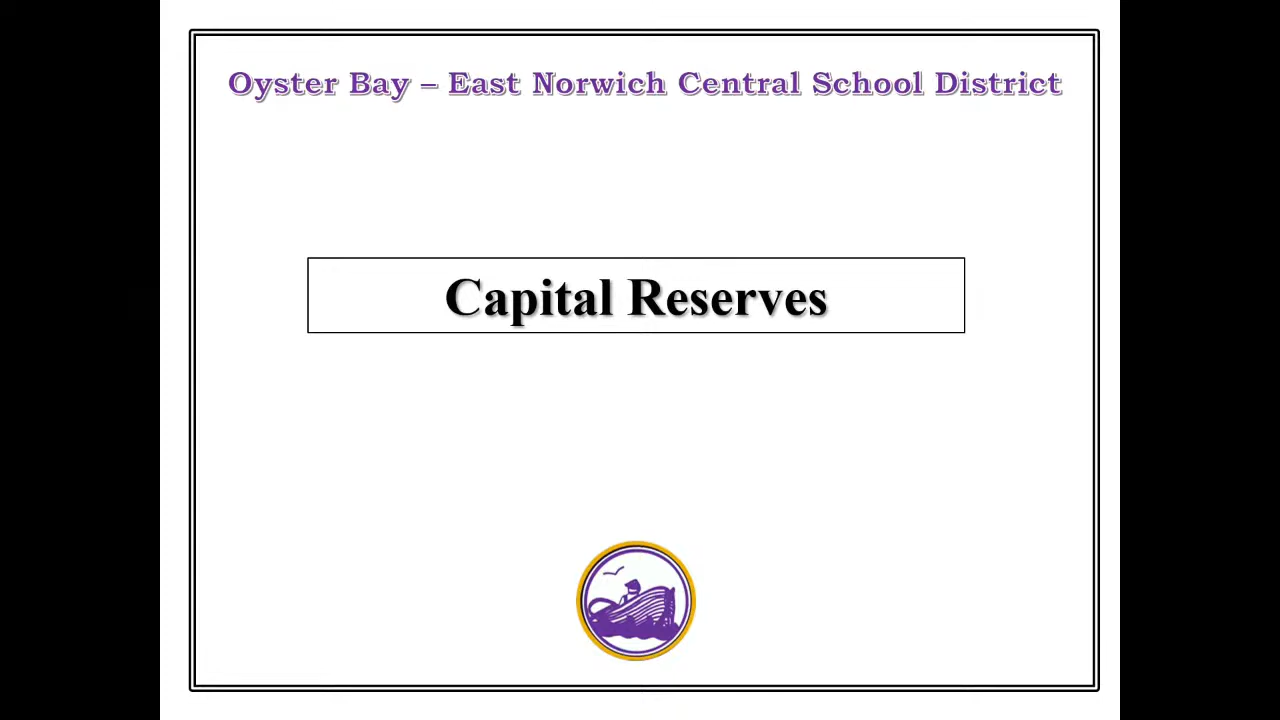 Oyster Bay – East Norwich Central School District
Capital Reserves